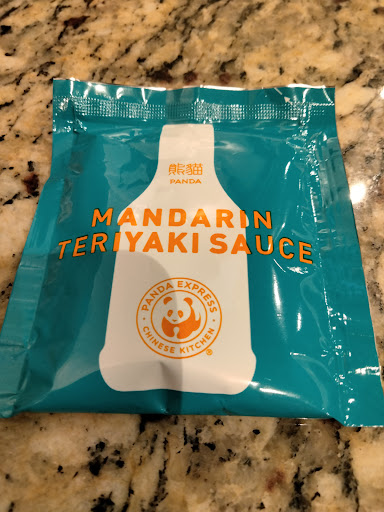 熊貓
PANDA
MANDARIN
TERIYAKI SAUCE
PANDA EXPRESS
CHINESE KITCHEN
®